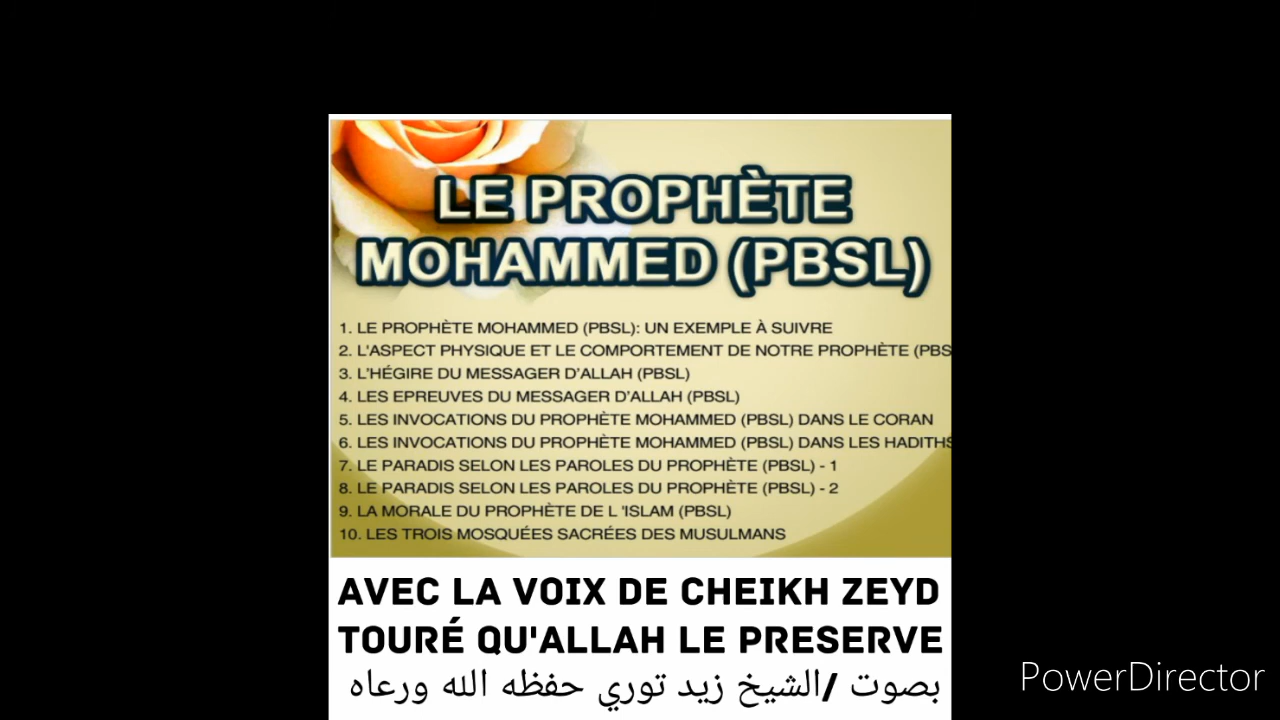 LE PROPHÈTE
MOHAMMED (PBSL)
1. LE PROPHÈTE MOHAMMED (PBSL): UN EXEMPLE À SUIVRE
2. L'ASPECT PHYSIQUE ET LE COMPORTEMENT DE NOTRE PROPHÈTE (PBS
3. L'HÉGIRE DU MESSAGER D'ALLAH (PBSL)
4. LES EPREUVES DU MESSAGER D'ALLAH (PBSL)
5. LES INVOCATIONS DU PROPHÈTE MOHAMMED (PBSL) DANS LE CORAN
6. LES INVOCATIONS DU PROPHÈTE MOHAMMED (PBSL) DANS LES HADITHS
7. LE PARADIS SELON LES PAROLES DU PROPHÈTE (PBSL) - 1
8. LE PARADIS SELON LES PAROLES DU PROPHÈTE (PBSL) - 2
9. LA MORALE DU PROPHÈTE DE L 'ISLAM (PBSL)
10. LES TROIS MOSQUÉES SACRÉES DES MUSULMANS
AVEC LA VOIX DE CHEIKH ZEYD
TOURÉ QU'ALLAH LE PRESERVE
بصوت /الشيخ زيد توري حفظه الله ورعاه
PowerDirector